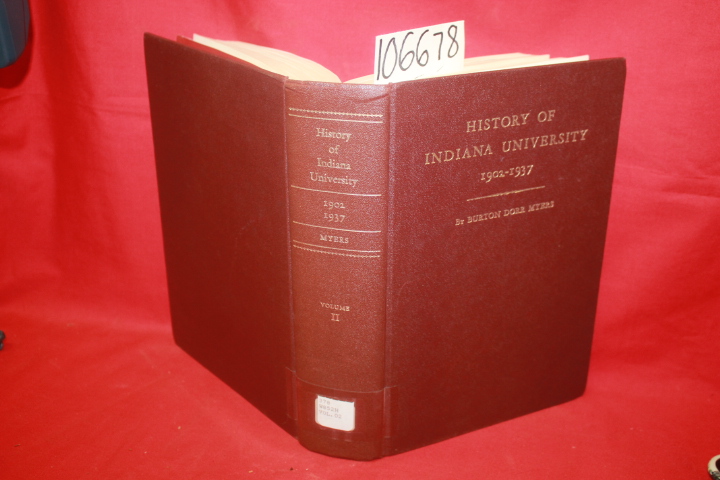 106678
History
of
Indiana
University
1902
1937
MYERS
VOLUME
II
HISTORY OF
INDIANA UNIVERSITY
1902-1937
By BURTON DORR MYERS